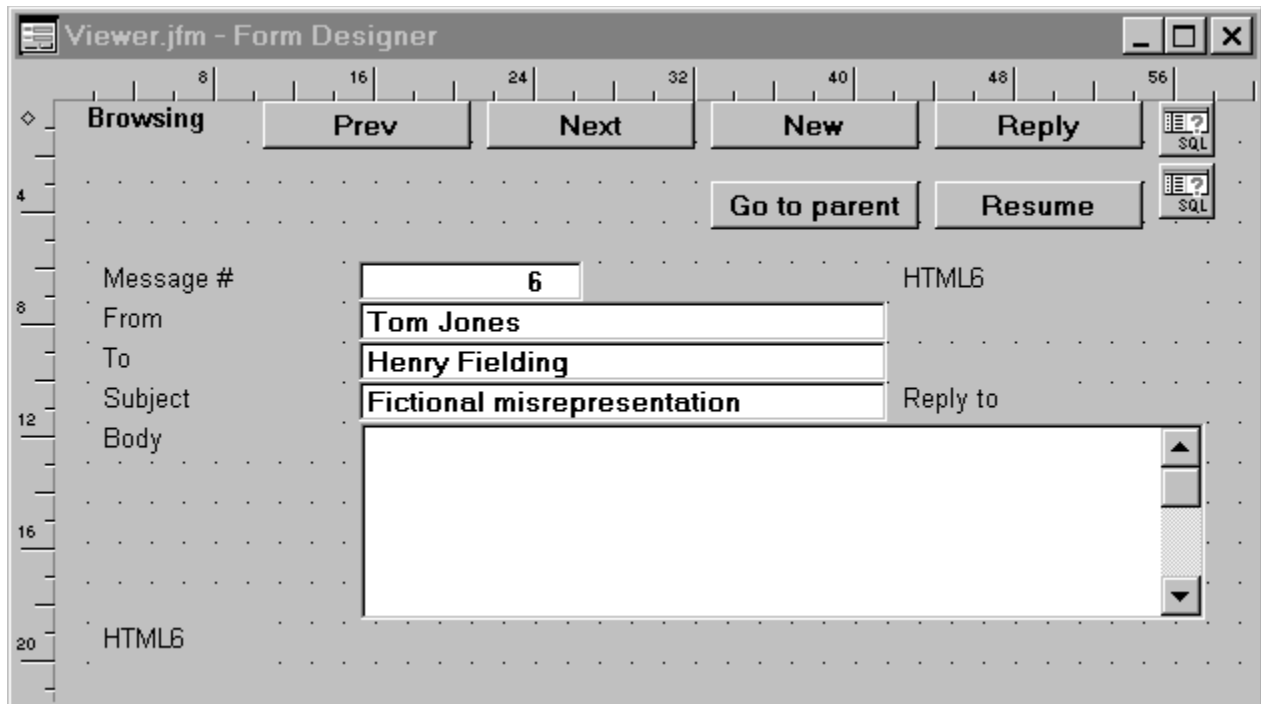 Viewer.jfm - Form Designer
8 16 24 32 40 48 56
Browsing Prev Next New Reply SQL
4 Go to parent Resume SQL
Message # 6 HTML6
8 From Tom Jones
To Henry Fielding
Subject Fictional misrepresentation Reply to
12 Body
16
20 HTML6